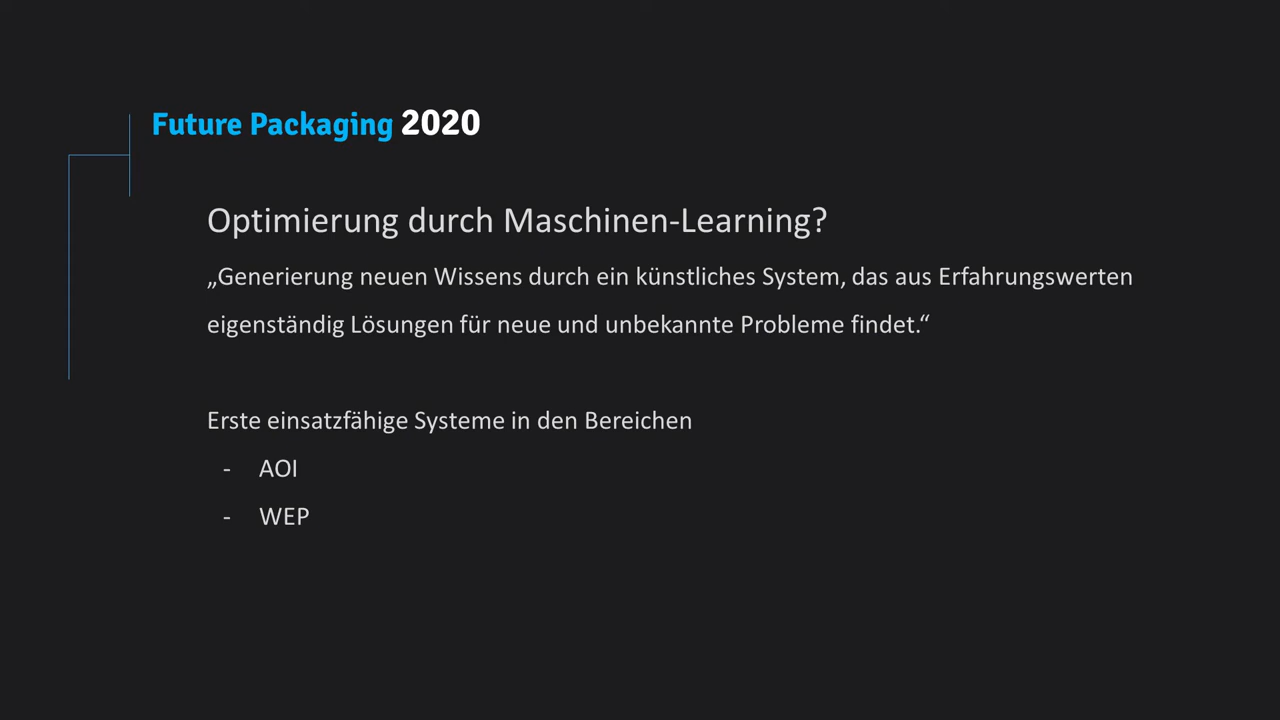 Future Packaging 2020
Optimierung durch Maschinen-Learning?
„Generierung neuen Wissens durch ein künstliches System, das aus Erfahrungswerten
eigenständig Lösungen für neue und unbekannte Probleme findet.“
Erste einsatzfähige Systeme in den Bereichen
- AOI
- WEP